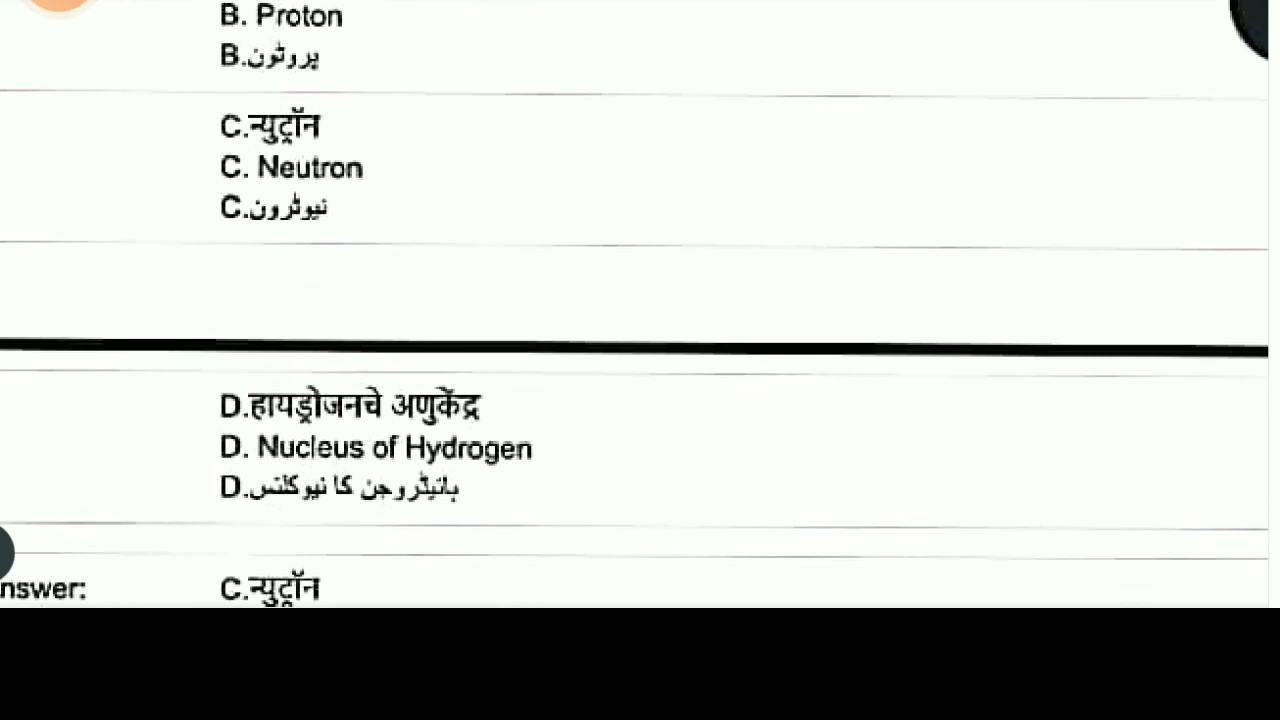 B. Proton
B.پروٹون
C.न्युट्रॉन
C. Neutron
C.نیوٹرون
D.हायड्रोजनचे अणुकेंद्र
D. Nucleus of Hydrogen
D.ہائیڈروجن کا نیوکلئس
nswer: C.न्युट्रॉन